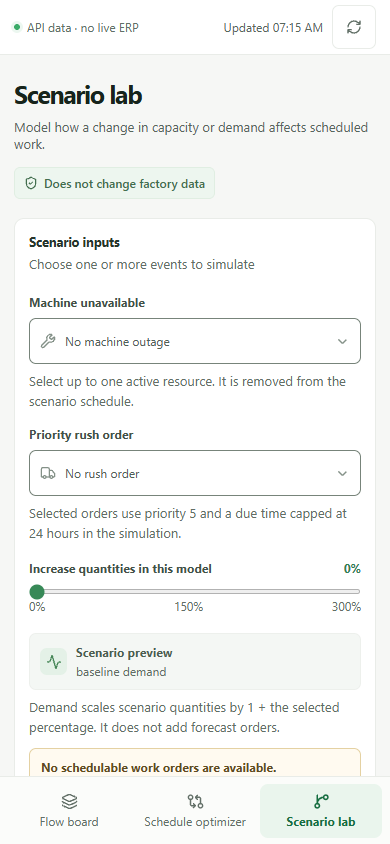 API data · no live ERP
Updated 07:15 AM
Scenario lab
Model how a change in capacity or demand affects scheduled
work.
Does not change factory data
Scenario inputs
Choose one or more events to simulate
Machine unavailable
No machine outage
Select up to one active resource. It is removed from the
scenario schedule.
Priority rush order
No rush order
Selected orders use priority 5 and a due time capped at
24 hours in the simulation.
Increase quantities in this model
0%
0%
150%
300%
Scenario preview
baseline demand
Demand scales scenario quantities by 1 + the selected
percentage. It does not add forecast orders.
No schedulable work orders are available.
Flow board
Schedule optimizer
Scenario lab